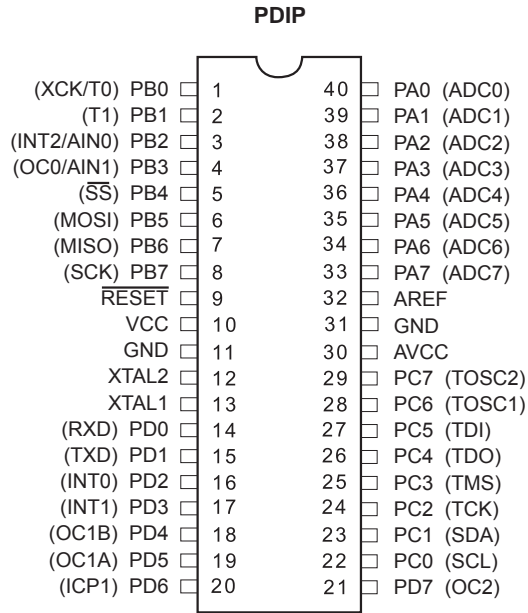 PDIP
(XCK/T0) PB0 1 40 PA0 (ADC0)
(T1) PB1 2 39 PA1 (ADC1)
(INT2/AIN0) PB2 3 38 PA2 (ADC2)
(OC0/AIN1) PB3 4 37 PA3 (ADC3)
(SS) PB4 5 36 PA4 (ADC4)
(MOSI) PB5 6 35 PA5 (ADC5)
(MISO) PB6 7 34 PA6 (ADC6)
(SCK) PB7 8 33 PA7 (ADC7)
RESET 9 32 AREF
VCC 10 31 GND
GND 11 30 AVCC
XTAL2 12 29 PC7 (TOSC2)
XTAL1 13 28 PC6 (TOSC1)
(RXD) PD0 14 27 PC5 (TDI)
(TXD) PD1 15 26 PC4 (TDO)
(INT0) PD2 16 25 PC3 (TMS)
(INT1) PD3 17 24 PC2 (TCK)
(OC1B) PD4 18 23 PC1 (SDA)
(OC1A) PD5 19 22 PC0 (SCL)
(ICP1) PD6 20 21 PD7 (OC2)